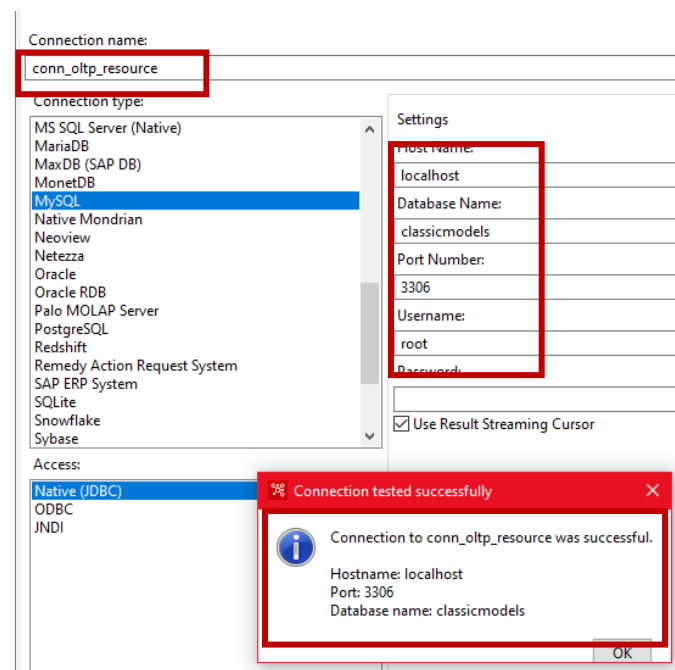 Connection name:
conn_oltp_resource
Connection type:
MS SQL Server (Native)
MariaDB
MaxDB (SAP DB)
MonetDB
MySQL
Native Mondrian
Neoview
Netezza
Oracle
Oracle RDB
Palo MOLAP Server
PostgreSQL
Redshift
Remedy Action Request System
SAP ERP System
SQLite
Snowflake
Sybase
Access:
Native (JDBC)
ODBC
JNDI
Settings
Host Name:
localhost
Database Name:
classicmodels
Port Number:
3306
Username:
root
Password:
Use Result Streaming Cursor
Connection tested successfully
Connection to conn_oltp_resource was successful.
Hostname: localhost
Port: 3306
Database name: classicmodels
OK